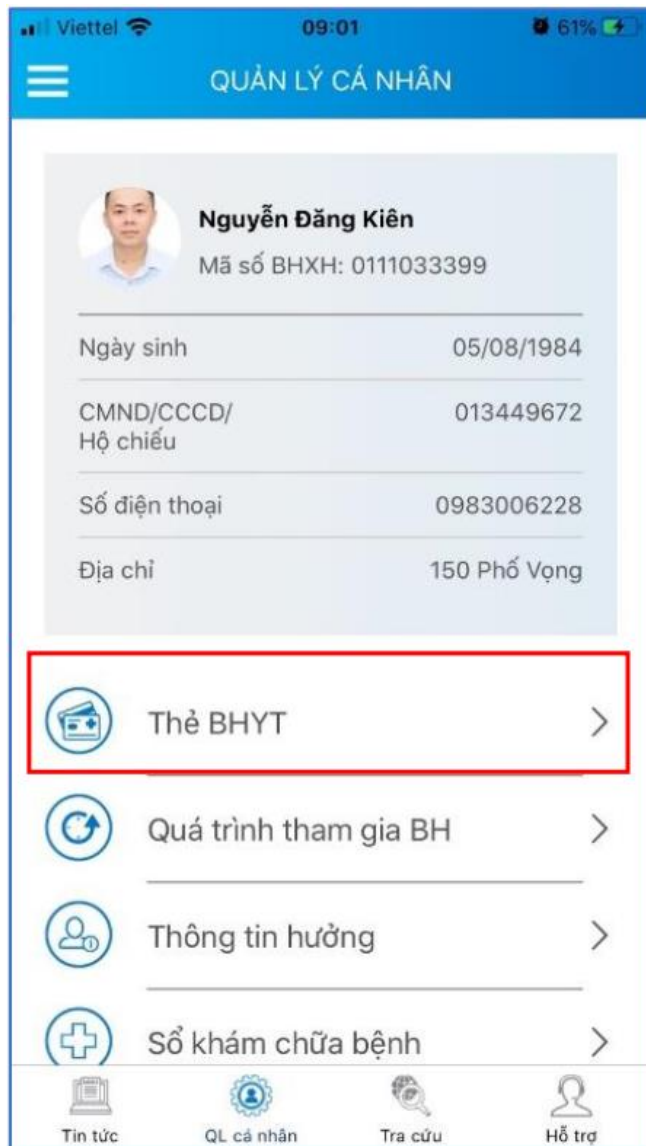 Viettel 09:01 61%
QUẢN LÝ CÁ NHÂN
Nguyễn Đăng Kiên
Mã số BHXH: 0111033399
Ngày sinh 05/08/1984
CMND/CCCD/ 013449672
Hộ chiếu
Số điện thoại 0983006228
Địa chỉ 150 Phố Vọng
Thẻ BHYT
Quá trình tham gia BH
Thông tin hưởng
Sổ khám chữa bệnh
Tin tức QL cá nhân Tra cứu Hỗ trợ